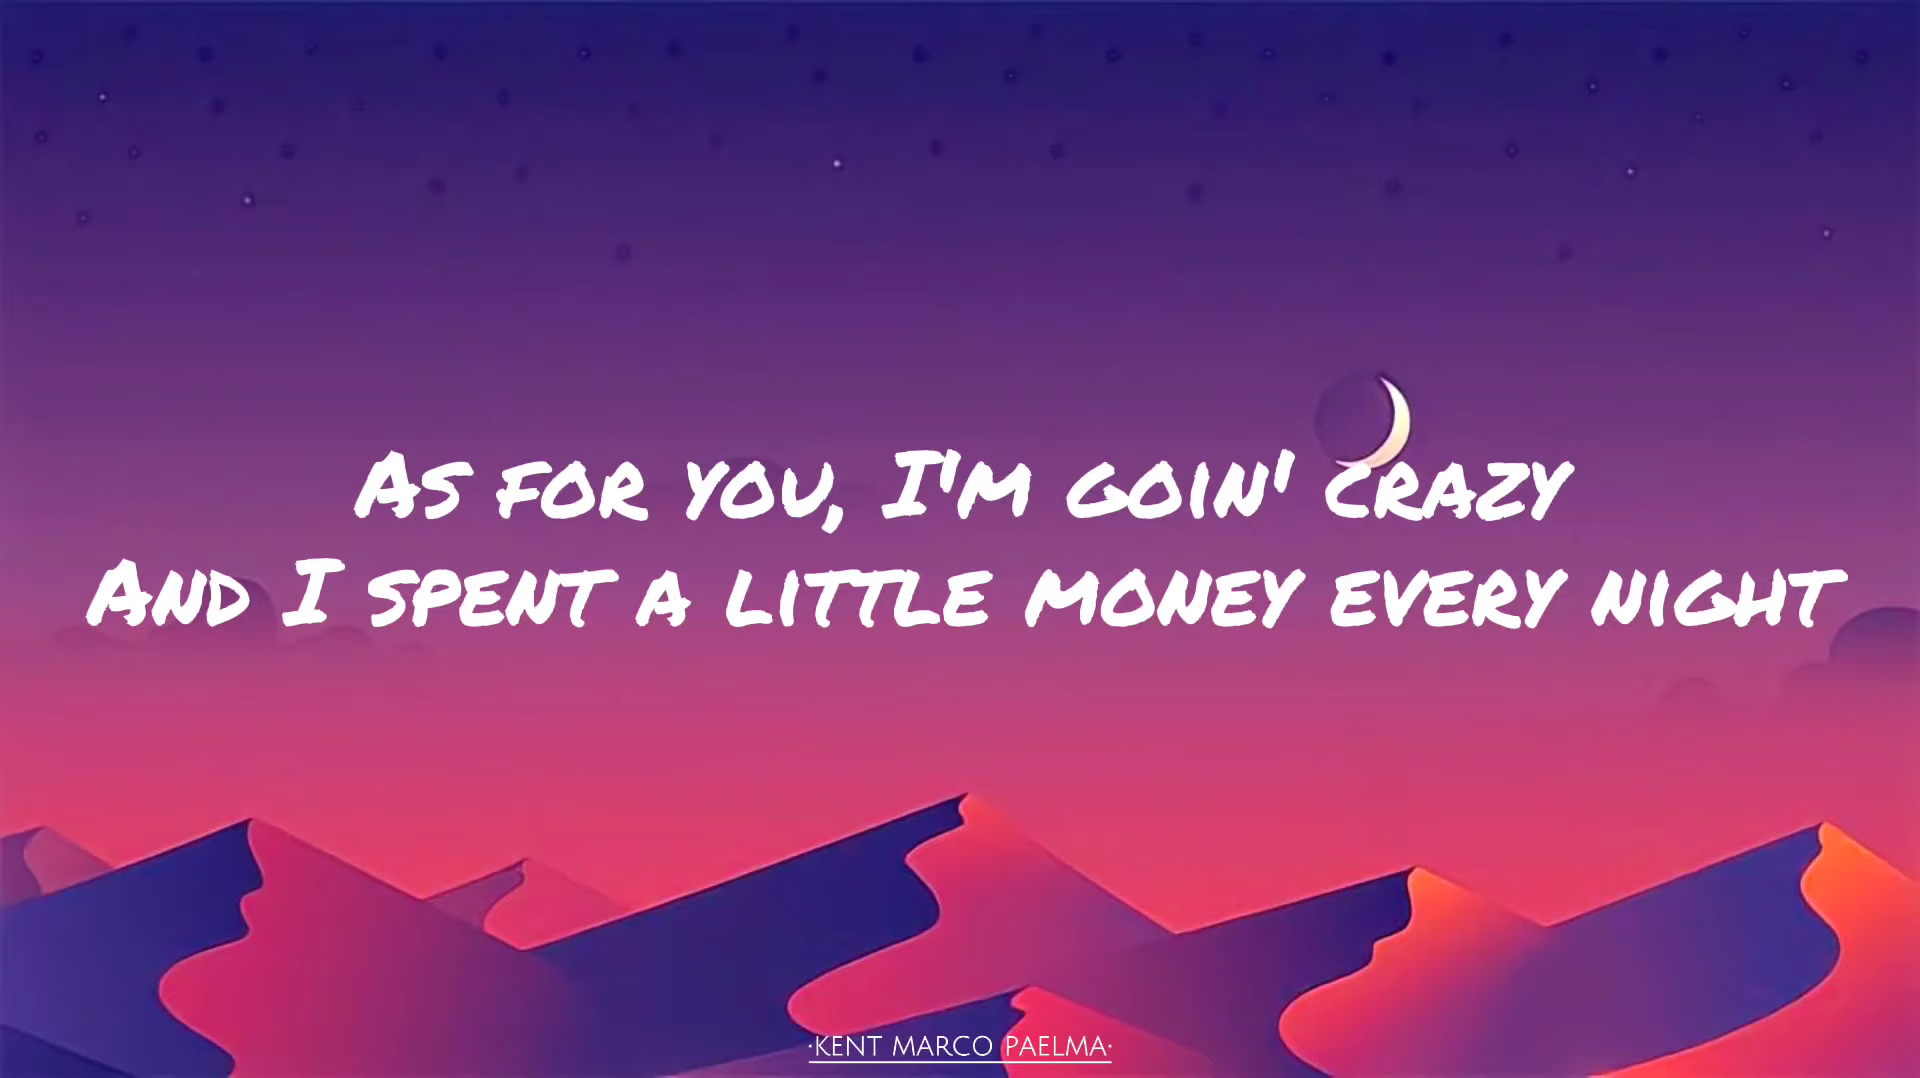 As for you, I'm goin' crazy
And I spent a little money every night
·KENT MARCO PAELMA·